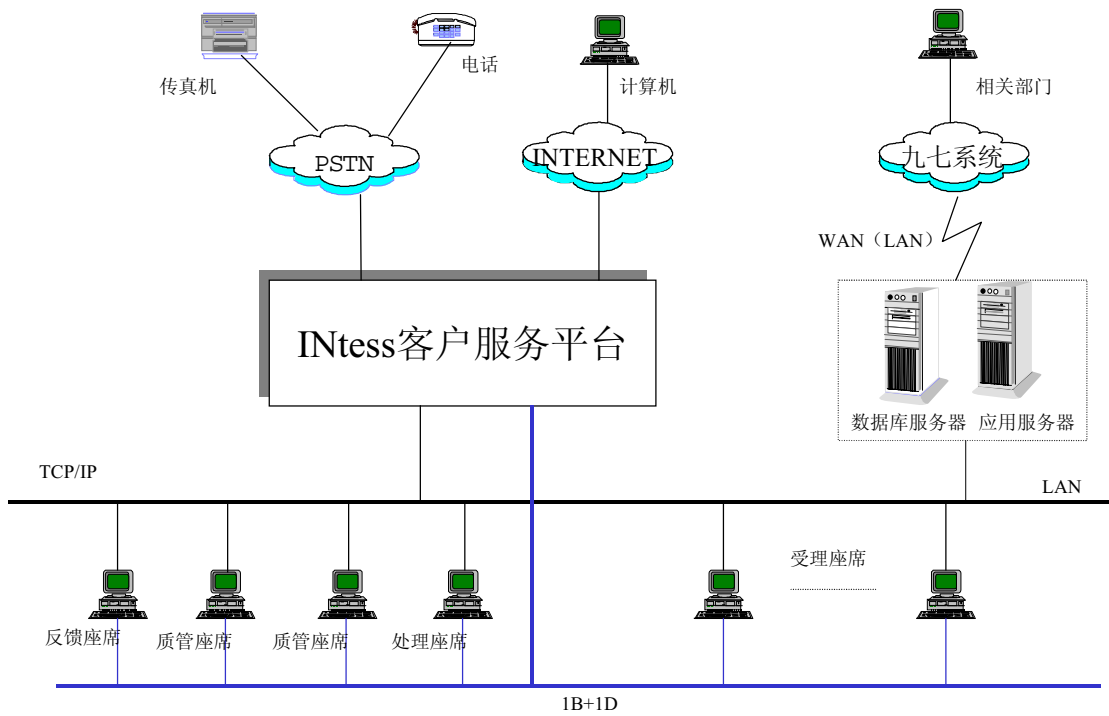 传真机
电话
计算机
相关部门
PSTN
INTERNET
九七系统
WAN（LAN）
INtess客户服务平台
数据库服务器 应用服务器
TCP/IP
LAN
受理座席
反馈座席
质管座席
质管座席
处理座席
1B+1D